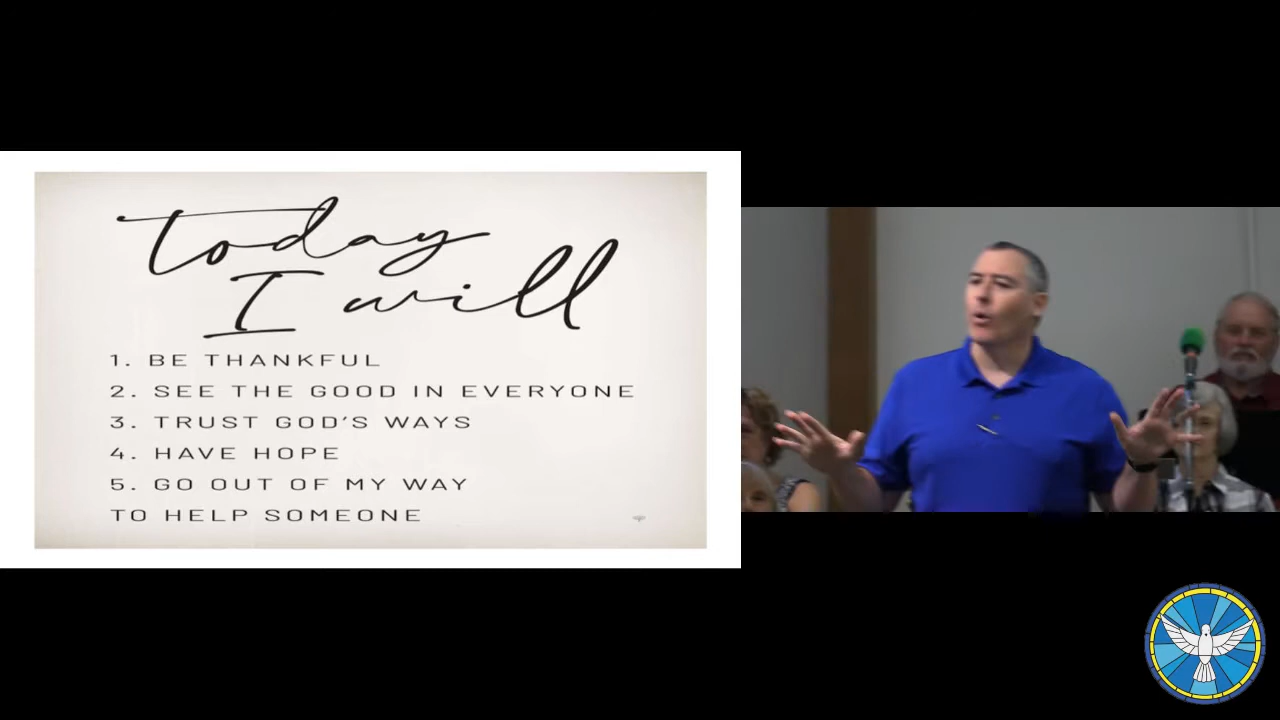 today
I will
1. BE THANKFUL
2. SEE THE GOOD IN EVERYONE
3. TRUST GOD'S WAYS
4. HAVE HOPE
5. GO OUT OF MY WAY
TO HELP SOMEONE